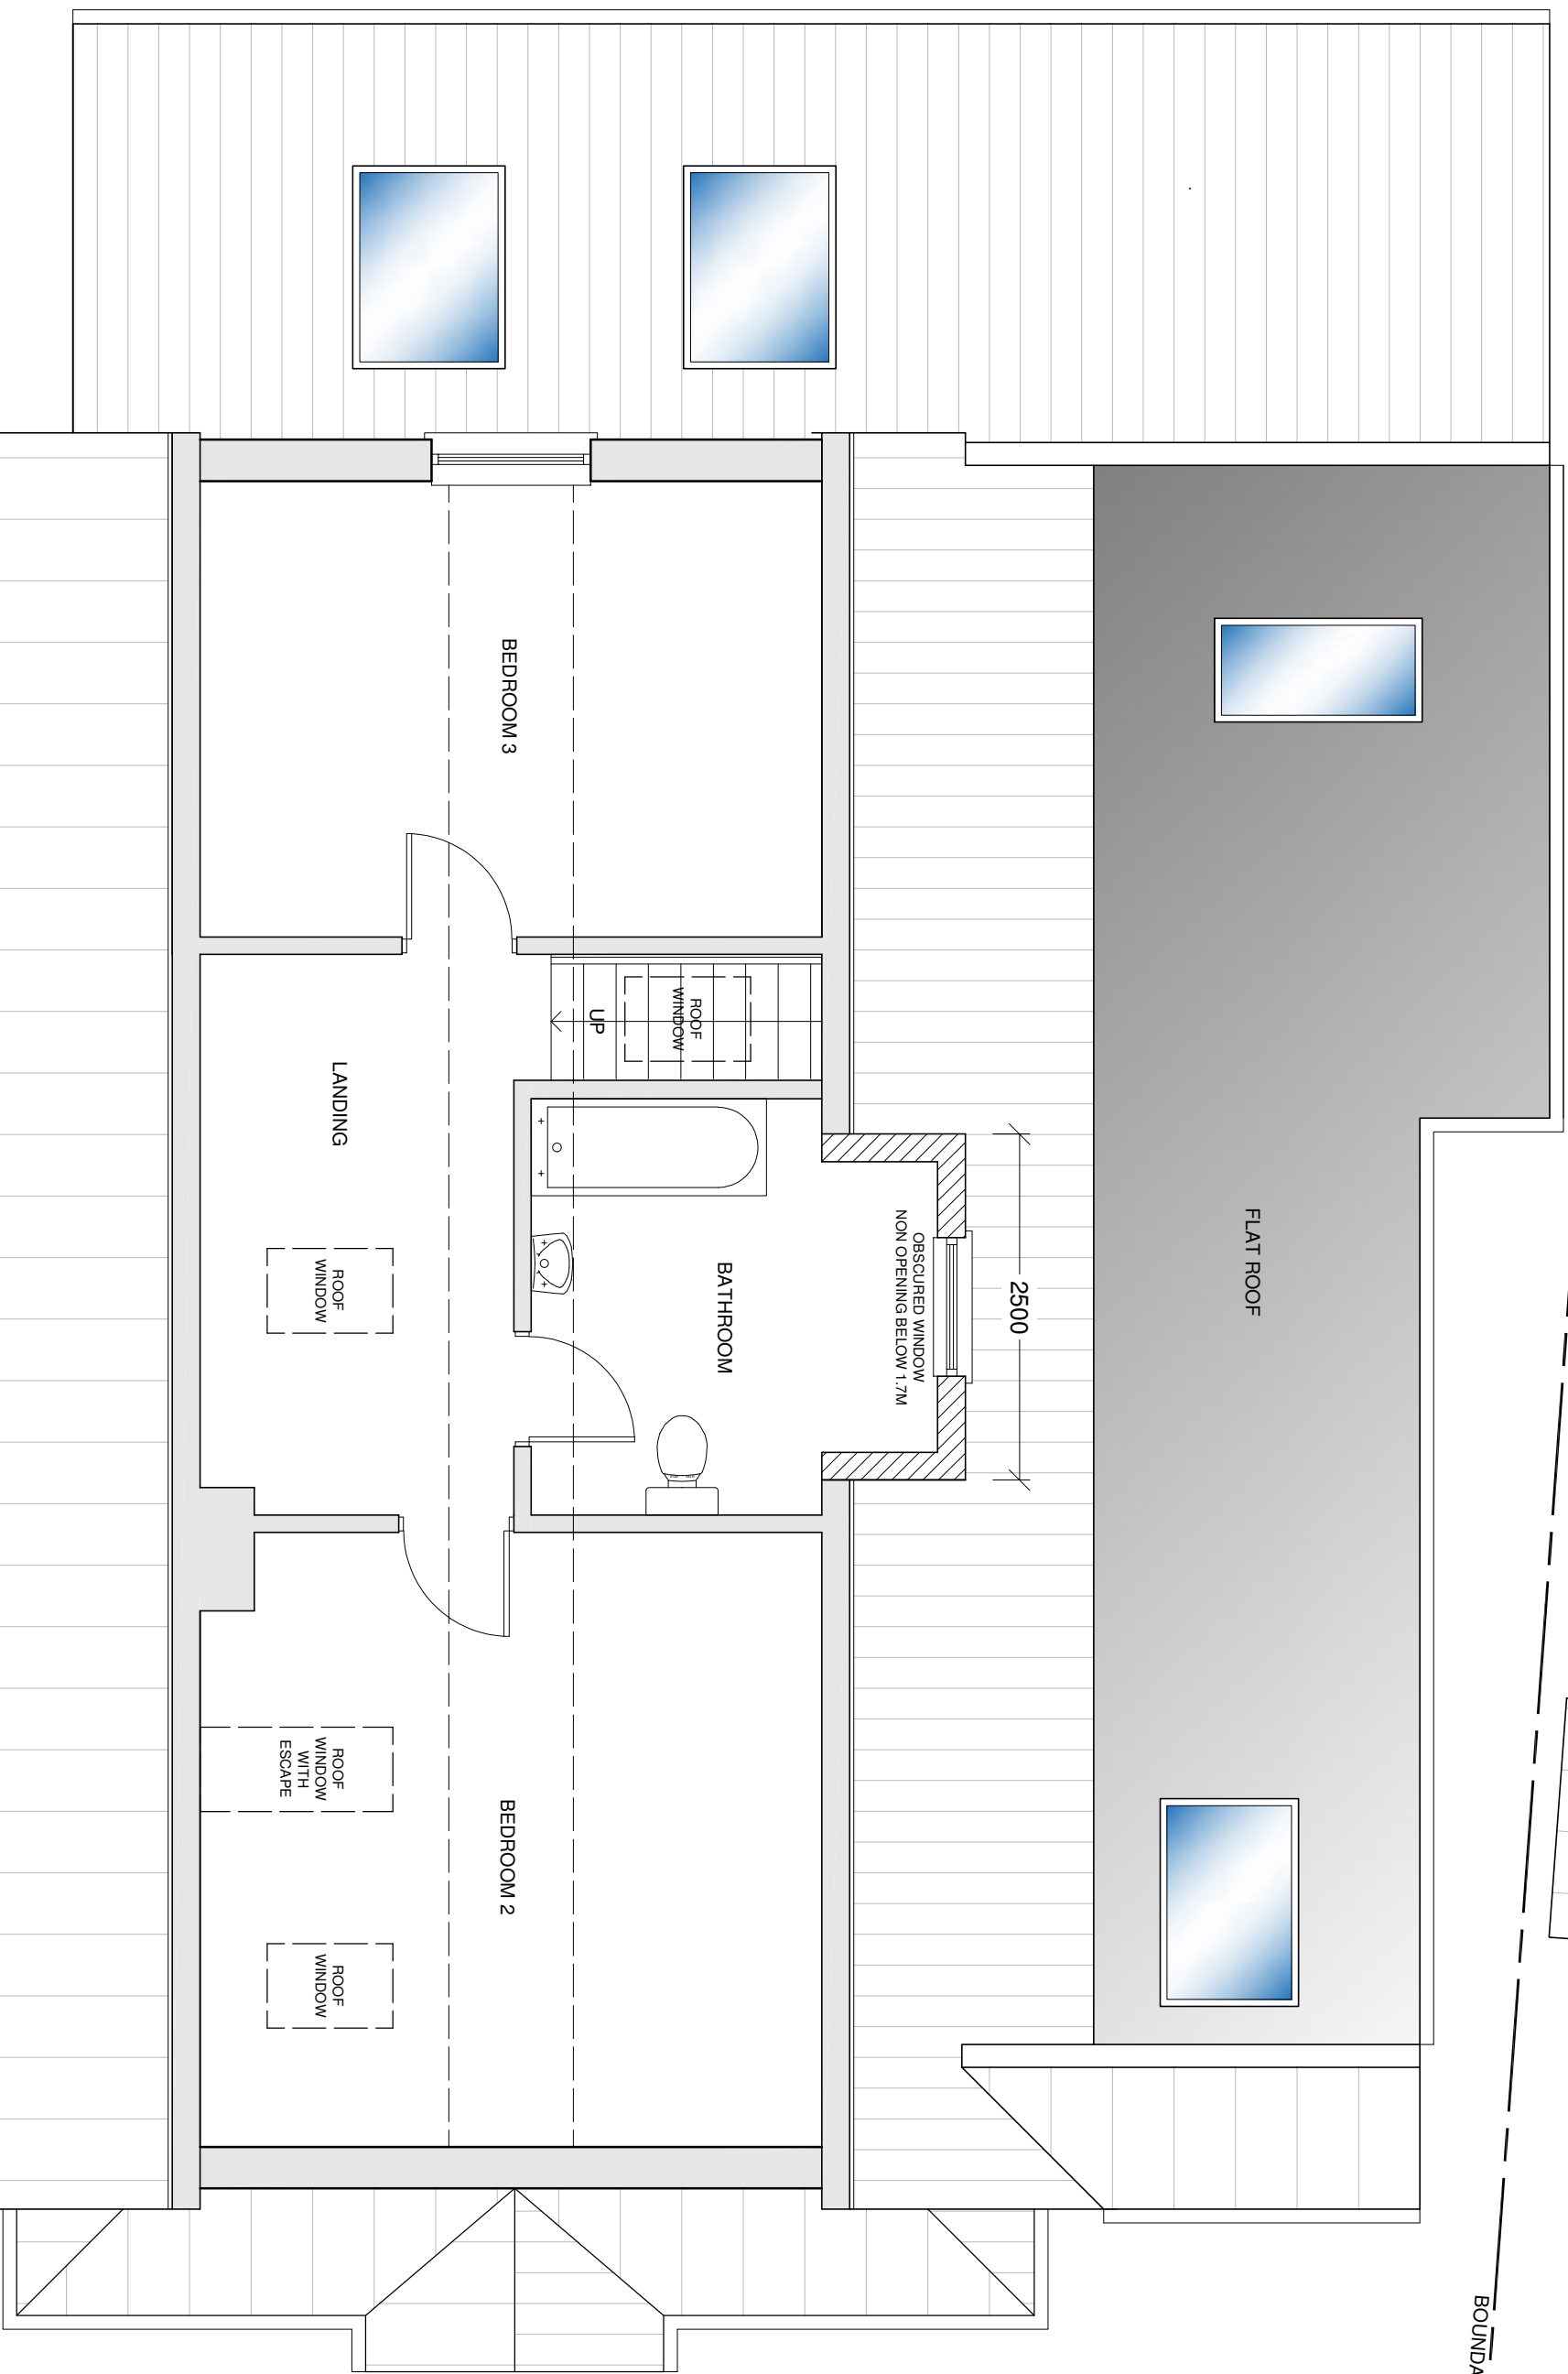 BEDROOM 3
UP
ROOF
WINDOW
LANDING
ROOF
WINDOW
BATHROOM
OBSCURED WINDOW
NON OPENING BELOW 1.7M
2500
FLAT ROOF
ROOF
WINDOW
WITH
ESCAPE
BEDROOM 2
ROOF
WINDOW
BOUNDA